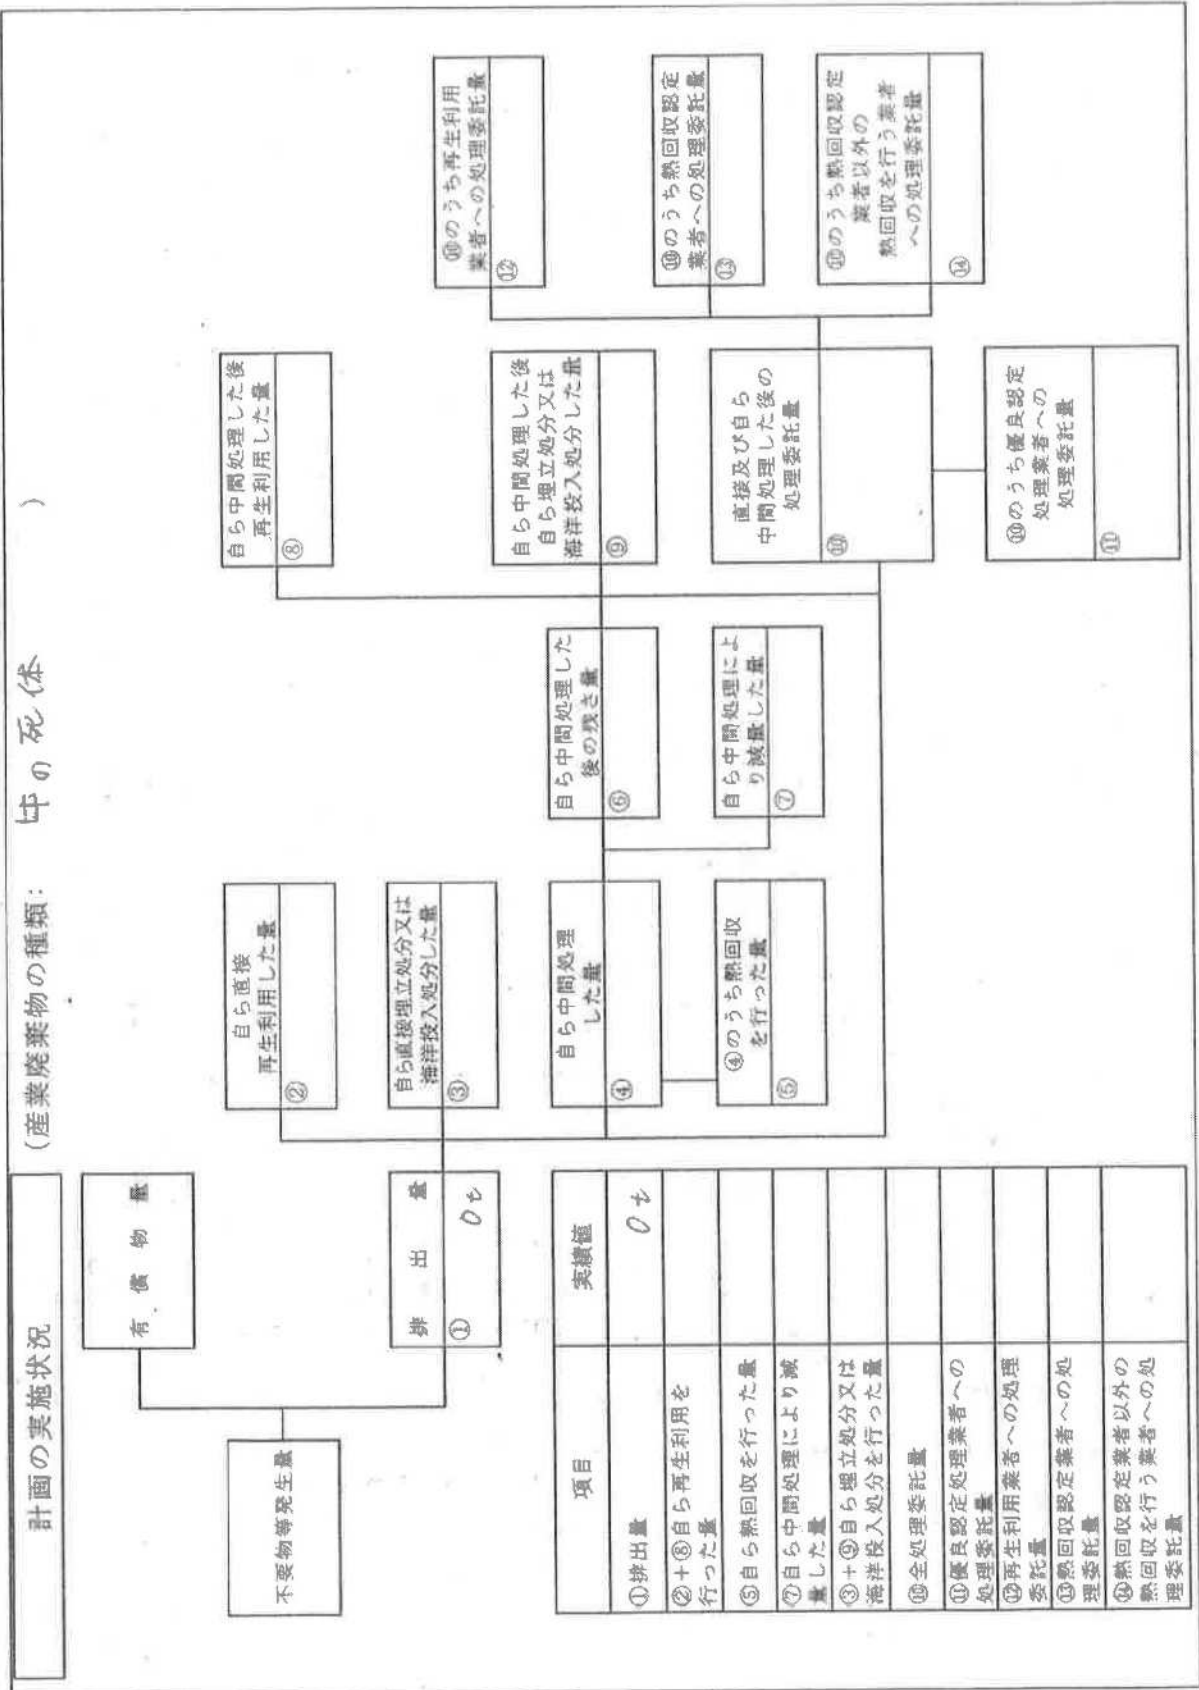 計画の実施状況
(産業廃棄物の種類: 牛の死体 )
不要物等発生量
有償物量
排出量
① 0t
自ら直接
再生利用した量
②
自ら直接埋立処分又は
海洋投入処分した量
③
自ら中間処理
した量
④
④のうち熱回収
を行った量
⑤
自ら中間処理した
後の残さ量
⑥
自ら中間処理によ
り減量した量
⑦
自ら中間処理した後
再生利用した量
⑧
自ら中間処理した後
自ら埋立処分又は
海洋投入処分した量
⑨
直接及び自ら
中間処理した後の
処理委託量
⑩
⑩のうち優良認定
処理業者への
処理委託量
⑪
⑩のうち再生利用
業者への処理委託量
⑫
⑩のうち熱回収認定
業者への処理委託量
⑬
⑩のうち熱回収認定
業者以外の
熱回収を行う業者
への処理委託量
⑭
項目 実績値
①排出量 0t
②+⑧自ら再生利用を
行った量
⑤自ら熱回収を行った量
⑦自ら中間処理により減
量した量
③+⑨自ら埋立処分又は
海洋投入処分を行った量
⑩全処理委託量
⑪優良認定処理業者への
処理委託量
⑫再生利用業者への処理
委託量
⑬熱回収認定業者への処
理委託量
⑭熱回収認定業者以外の
熱回収を行う業者への処
理委託量